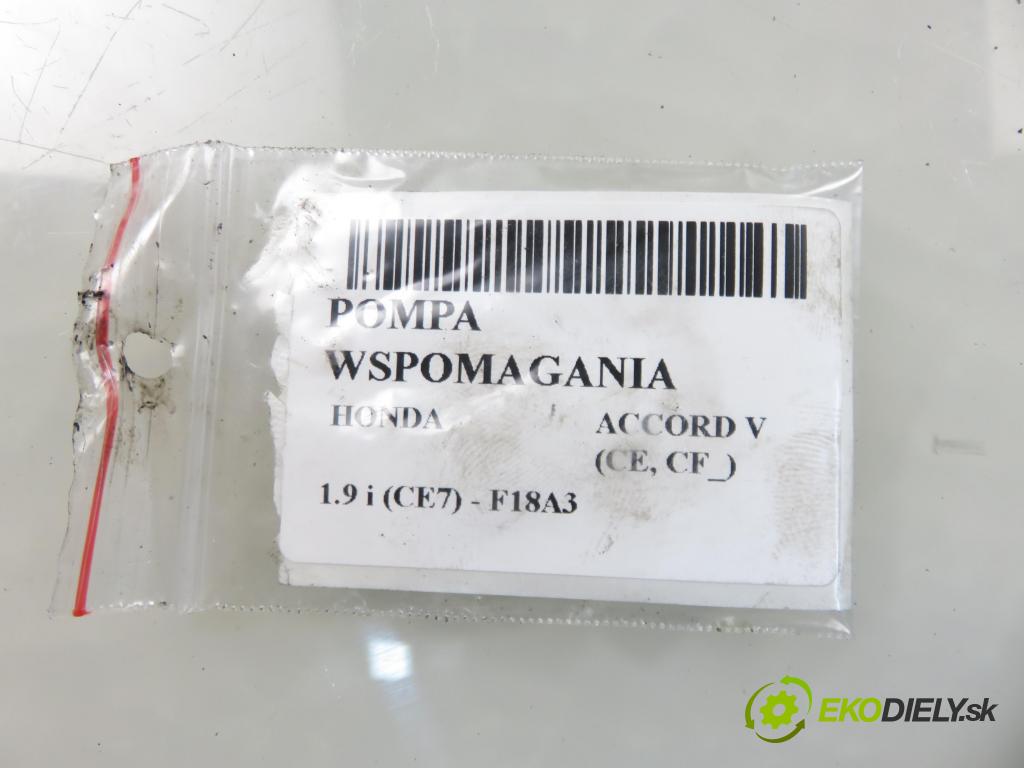 POMPA
WSPOMAGANIA
HONDA ACCORD V
(CE, CF_)
1.9 i (CE7) - F18A3
EKODIELY.sk